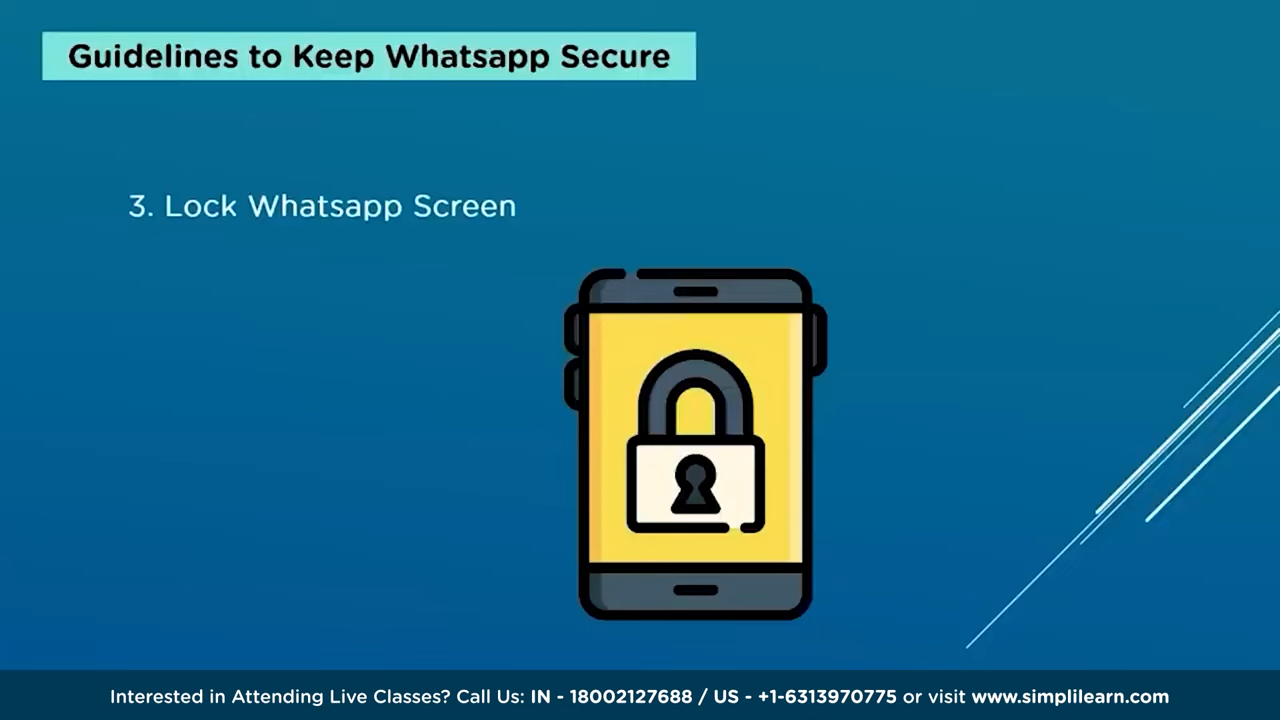 Guidelines to Keep Whatsapp Secure
3. Lock Whatsapp Screen
Interested in Attending Live Classes? Call Us: IN - 18002127688 / US - +1-6313970775 or visit www.simplilearn.com